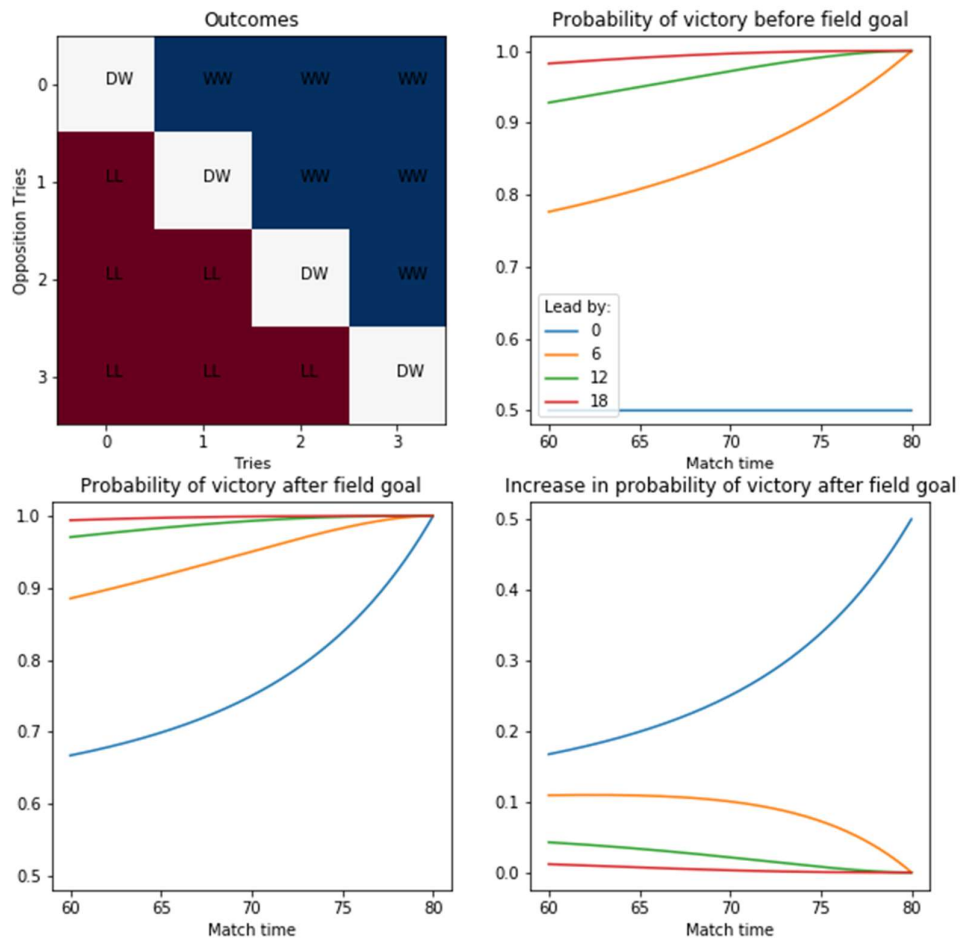 Outcomes
0
1
2
3
Opposition Tries
DW WW WW WW
LL DW WW WW
LL LL DW WW
LL LL LL DW
0 1 2 3
Tries
Probability of victory before field goal
1.0
0.9
0.8
0.7
0.6
0.5
Lead by:
0
6
12
18
60 65 70 75 80
Match time
Probability of victory after field goal
1.0
0.9
0.8
0.7
0.6
0.5
60 65 70 75 80
Match time
Increase in probability of victory after field goal
0.5
0.4
0.3
0.2
0.1
0.0
60 65 70 75 80
Match time